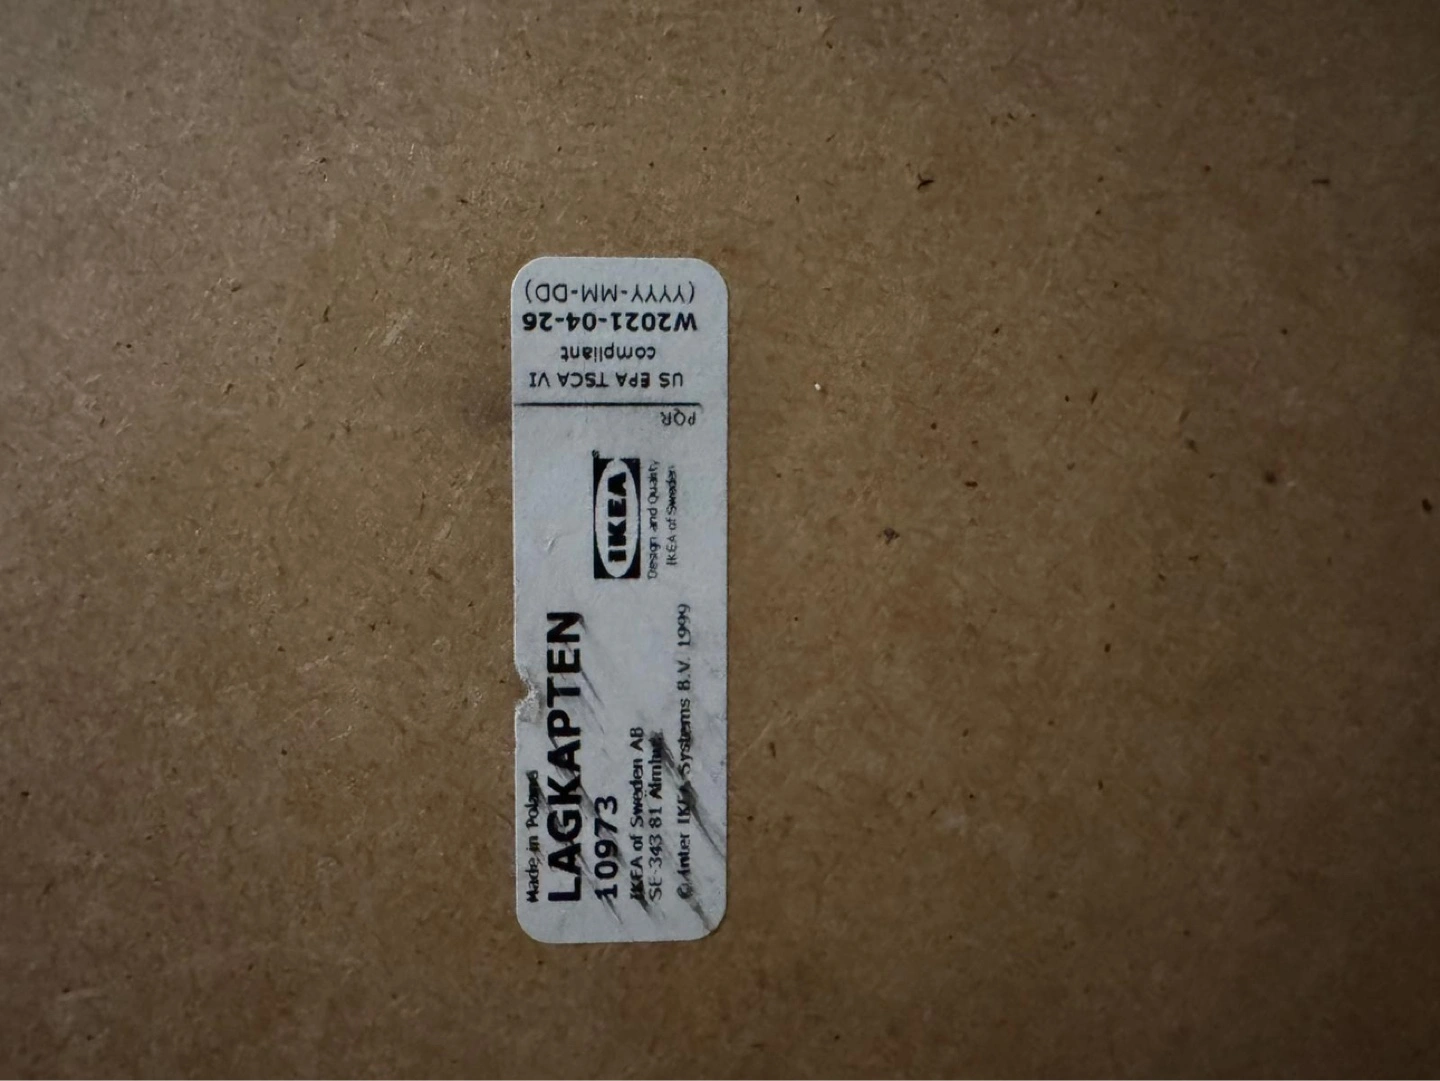 Made in Poland
LAGKAPTEN
10973
IKEA of Sweden AB
SE-343 81 Älmhult
© Inter IKEA Systems B.V. 1999
IKEA®
Design and Quality
IKEA of Sweden
PQR
US EPA TSCA VI
compliant
W2021-04-26
(YYYY-MM-DD)